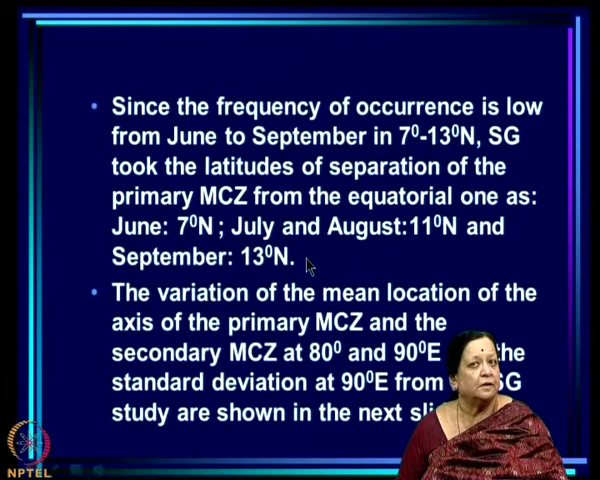 • Since the frequency of occurrence is low
from June to September in 7⁰-13⁰N, SG
took the latitudes of separation of the
primary MCZ from the equatorial one as:
June: 7⁰N ; July and August:11⁰N and
September: 13⁰N.
• The variation of the mean location of the
axis of the primary MCZ and the
secondary MCZ at 80⁰ and 90⁰E the
standard deviation at 90⁰E from SG
study are shown in the next
NPTEL